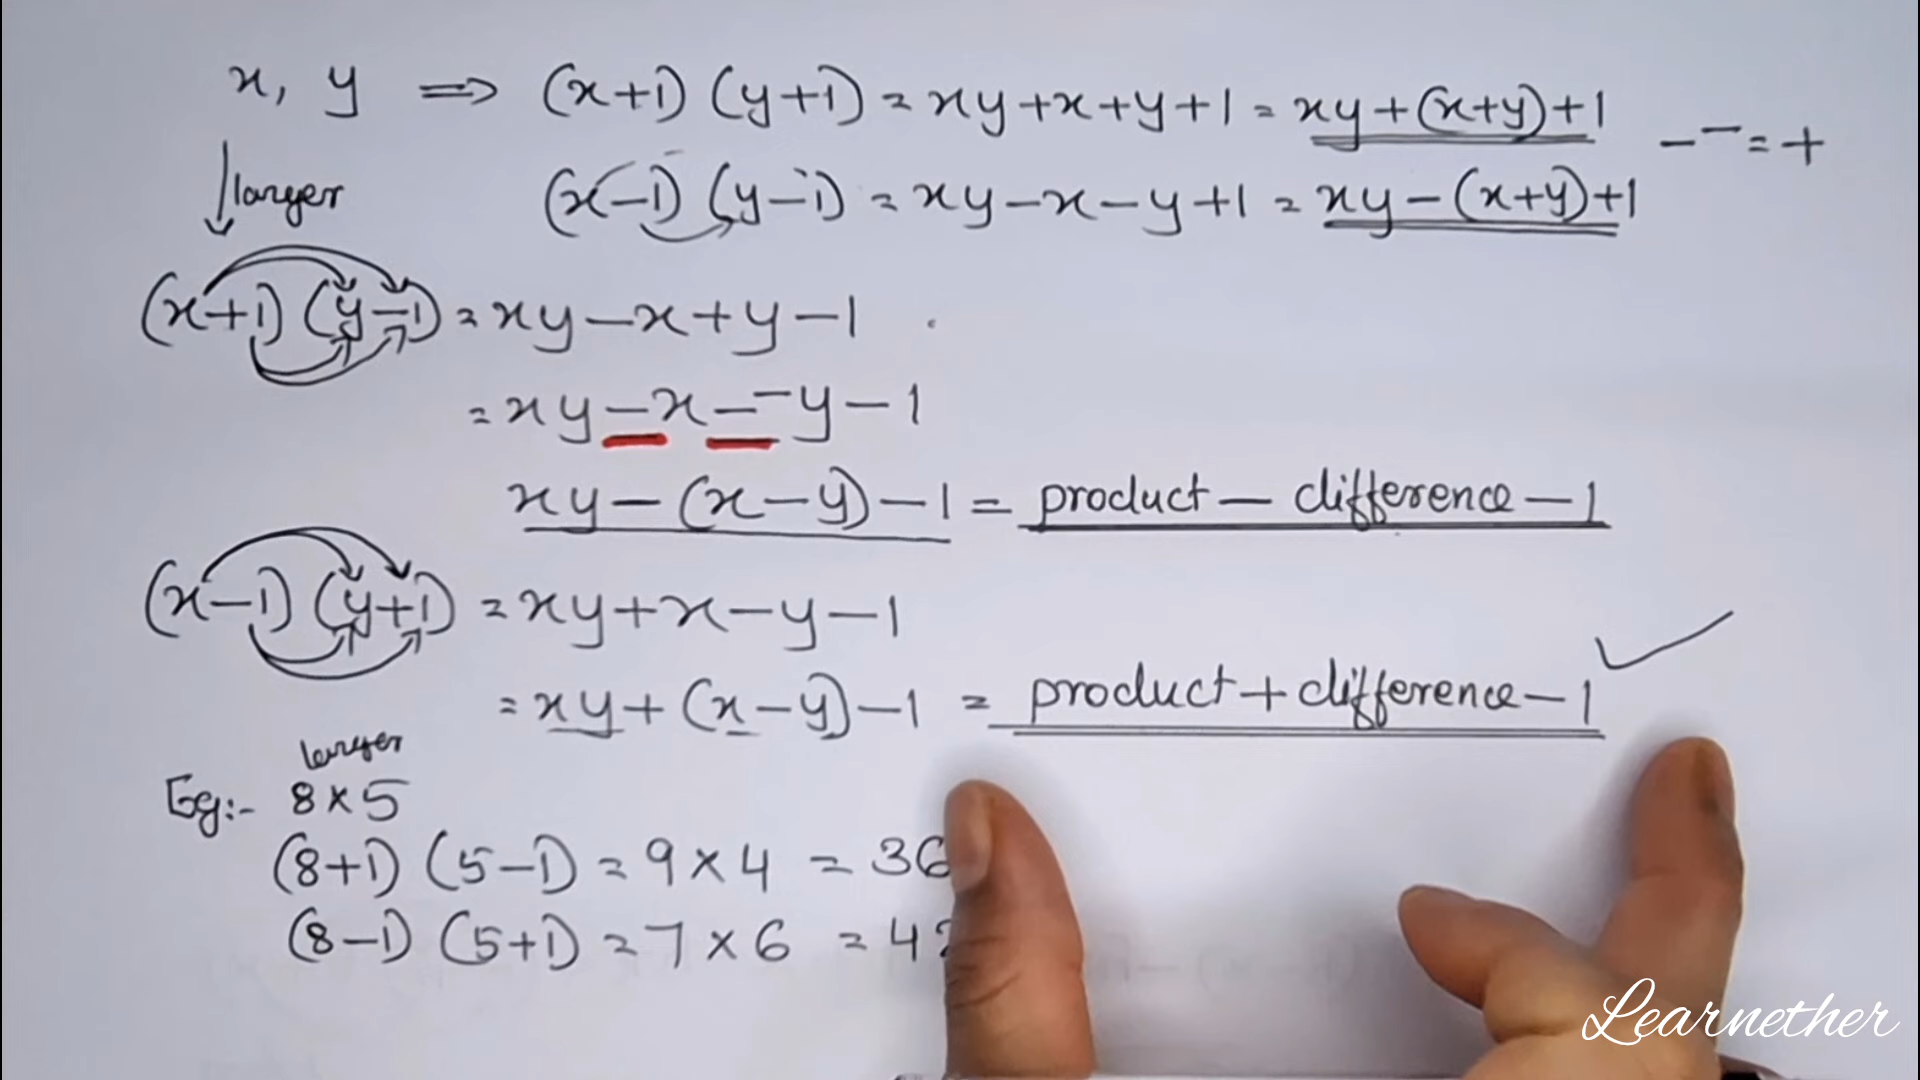 x, y ⟹ (x+1) (y+1) = xy+x+y+1 = xy+(x+y)+1
− − = +
larger
(x−1) (y−1) = xy−x−y+1 = xy−(x+y)+1
(x+1) (y−1) = xy−x+y−1
= xy−x−−y−1
xy−(x−y)−1 = product − difference − 1
(x−1) (y+1) = xy+x−y−1
= xy+(x−y)−1 = product + difference − 1 ✓
larger
Eg:- 8×5
(8+1) (5−1) = 9×4 = 36
(8−1) (5+1) = 7×6 = 42
Learnether